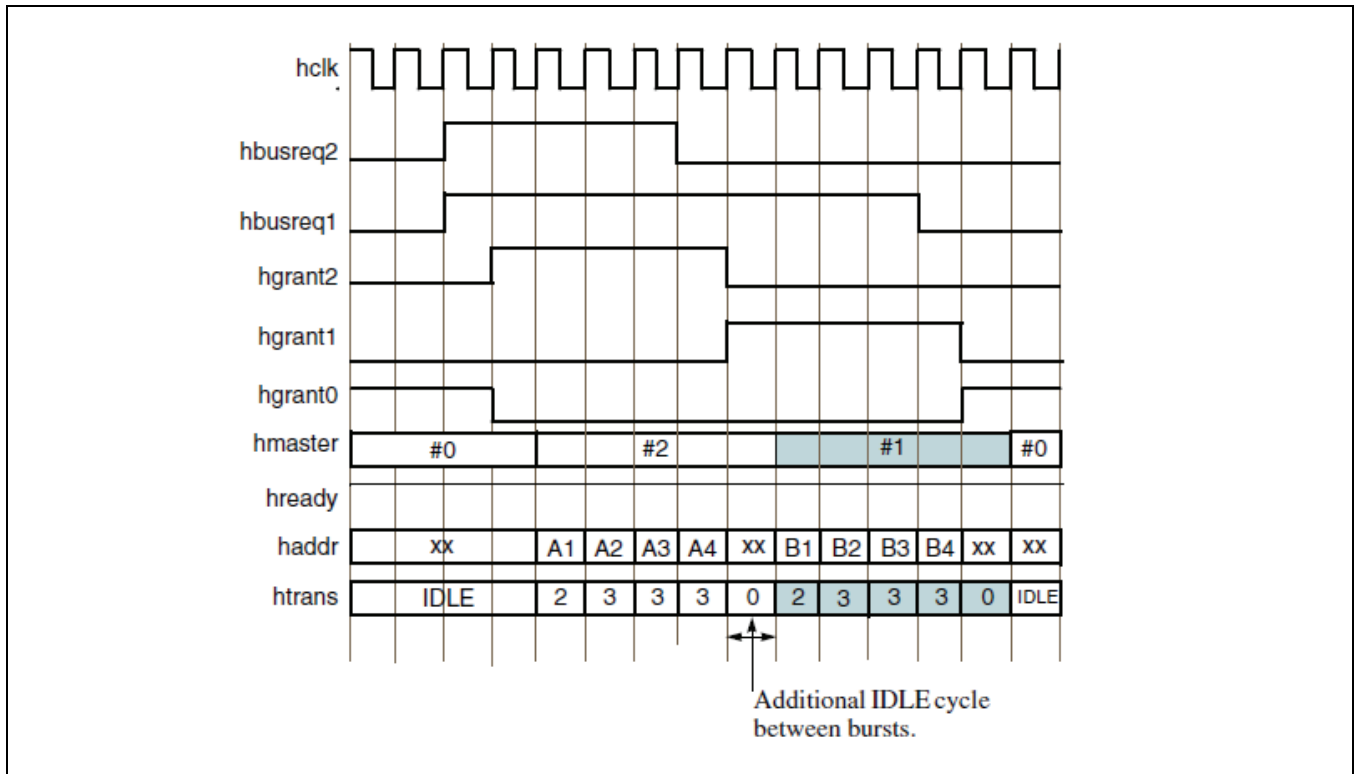 hclk
hbusreq2
hbusreq1
hgrant2
hgrant1
hgrant0
hmaster #0 #2 #1 #0
hready
haddr xx A1 A2 A3 A4 xx B1 B2 B3 B4 xx xx
htrans IDLE 2 3 3 3 0 2 3 3 3 0 IDLE
Additional IDLE cycle
between bursts.